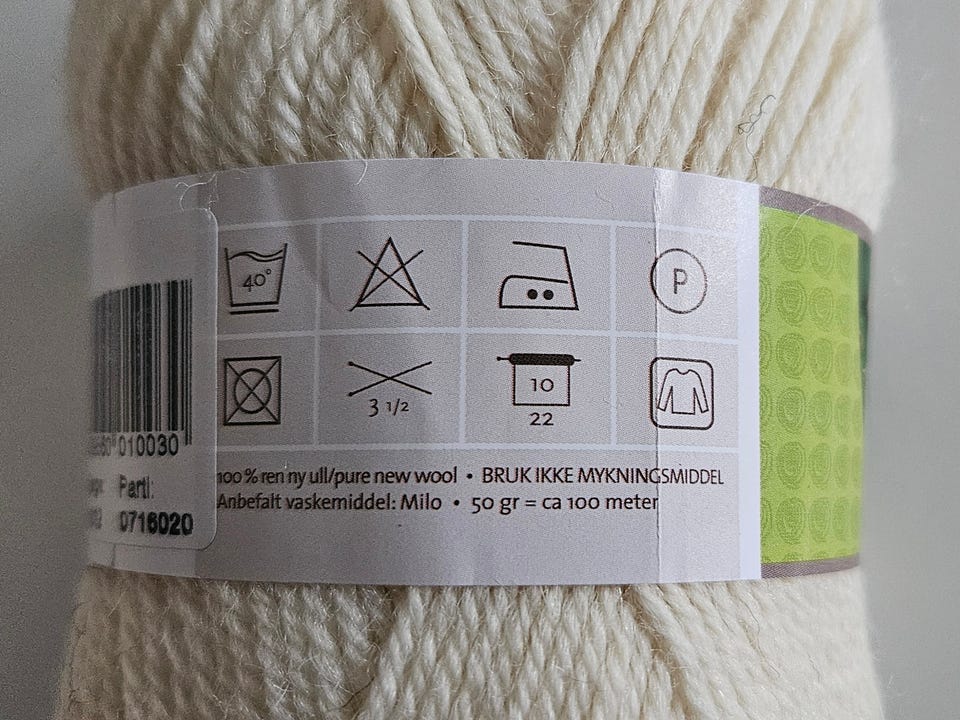 40°
P
3 1/2
10
22
010030
100 % ren ny ull/pure new wool • BRUK IKKE MYKNINGSMIDDEL
Anbefalt vaskemiddel: Milo • 50 gr = ca 100 meter
Parti:
0716020